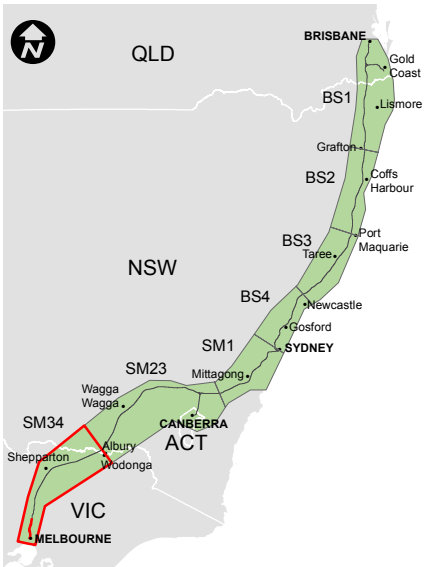 N
BRISBANE
QLD
Gold
Coast
BS1
Lismore
Grafton
BS2
Coffs
Harbour
BS3
Port
Maquarie
Taree
NSW
BS4
Newcastle
Gosford
SM1
SYDNEY
SM23
Mittagong
Wagga
Wagga
SM34
CANBERRA
ACT
Albury
Shepparton
Wodonga
VIC
MELBOURNE